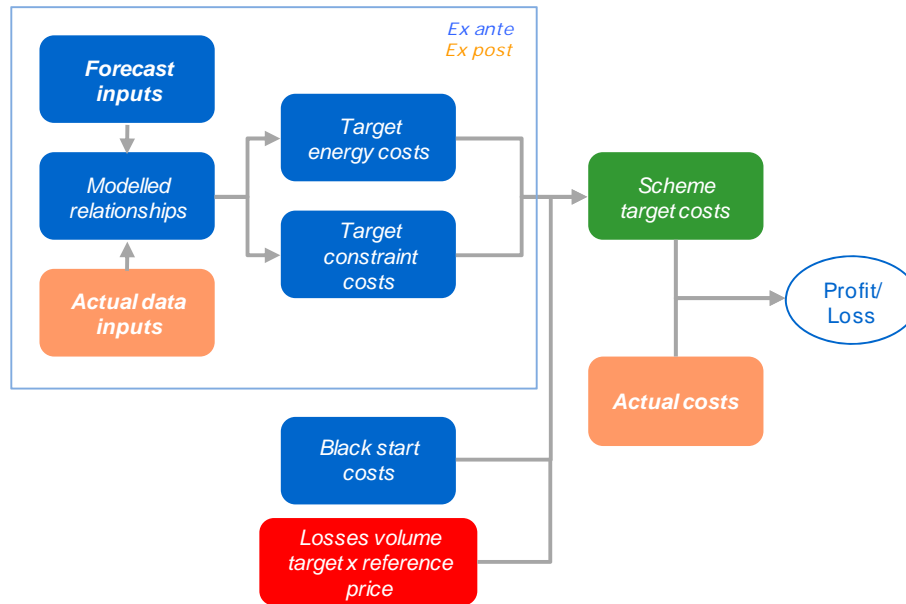 Ex ante
Ex post
Forecast
inputs
Modelled
relationships
Actual data
inputs
Target
energy costs
Target
constraint
costs
Scheme
target costs
Profit/
Loss
Actual costs
Black start
costs
Losses volume
target x reference
price